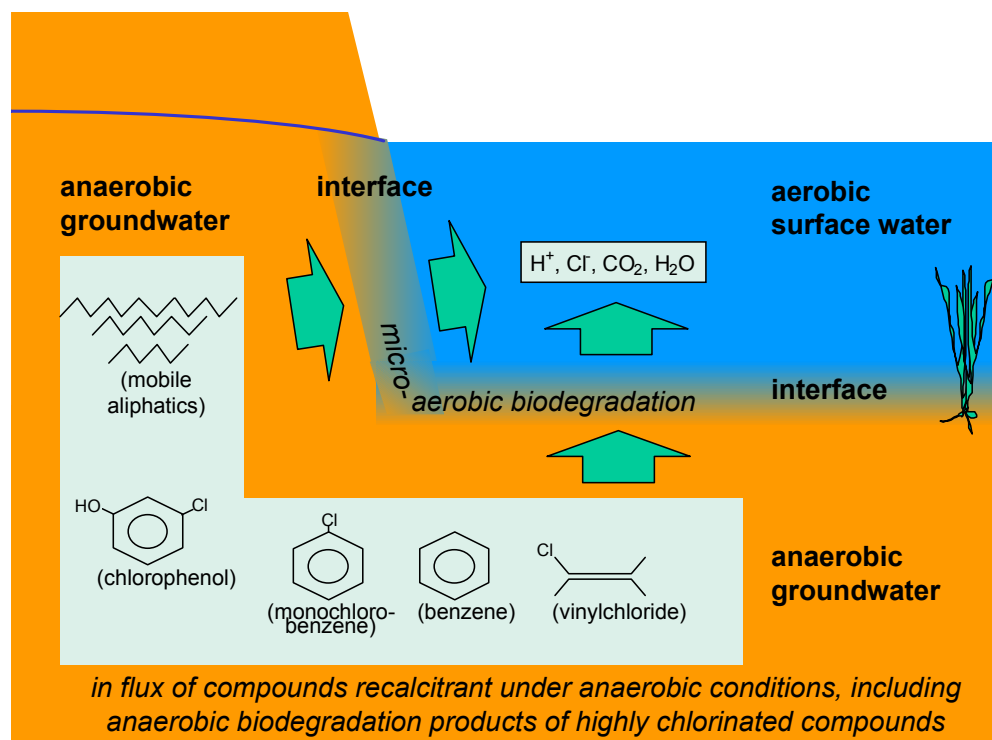 anaerobic
groundwater
interface
aerobic
surface water
H⁺, Cl⁻, CO₂, H₂O
(mobile
aliphatics)
micro-
aerobic biodegradation
interface
HO
Cl
(chlorophenol)
Cl
(monochloro-
benzene)
(benzene)
Cl
(vinylchloride)
anaerobic
groundwater
in flux of compounds recalcitrant under anaerobic conditions, including
anaerobic biodegradation products of highly chlorinated compounds